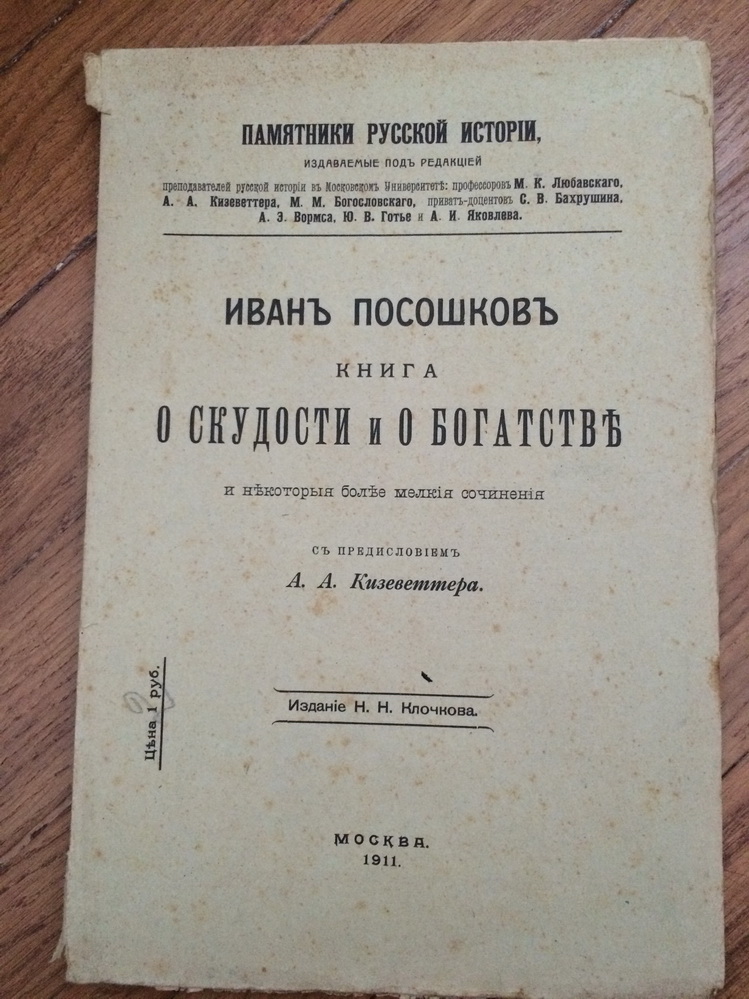 ПАМЯТНИКИ РУССКОЙ ИСТОРІИ,
ИЗДАВАЕМЫЕ ПОДЪ РЕДАКЦІЕЙ
преподавателей русской исторіи въ Московскомъ Университетѣ: профессоровъ М. К. Любавскаго,
А. А. Кизеветтера, М. М. Богословскаго, приватъ-доцентовъ С. В. Бахрушина,
А. Э. Вормса, Ю. В. Готье и А. И. Яковлева.
ИВАНЪ ПОСОШКОВЪ
КНИГА
О СКУДОСТИ и О БОГАТСТВѢ
и нѣкоторыя болѣе мелкія сочиненія
СЪ ПРЕДИСЛОВІЕМЪ
А. А. Кизеветтера.
Цѣна 1 руб.
Изданіе Н. Н. Клочкова.
МОСКВА.
1911.